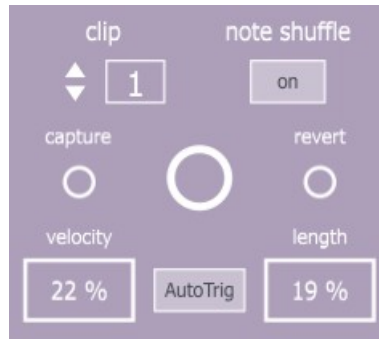 clip note shuffle
1 on
capture revert
velocity length
22 % AutoTrig 19 %